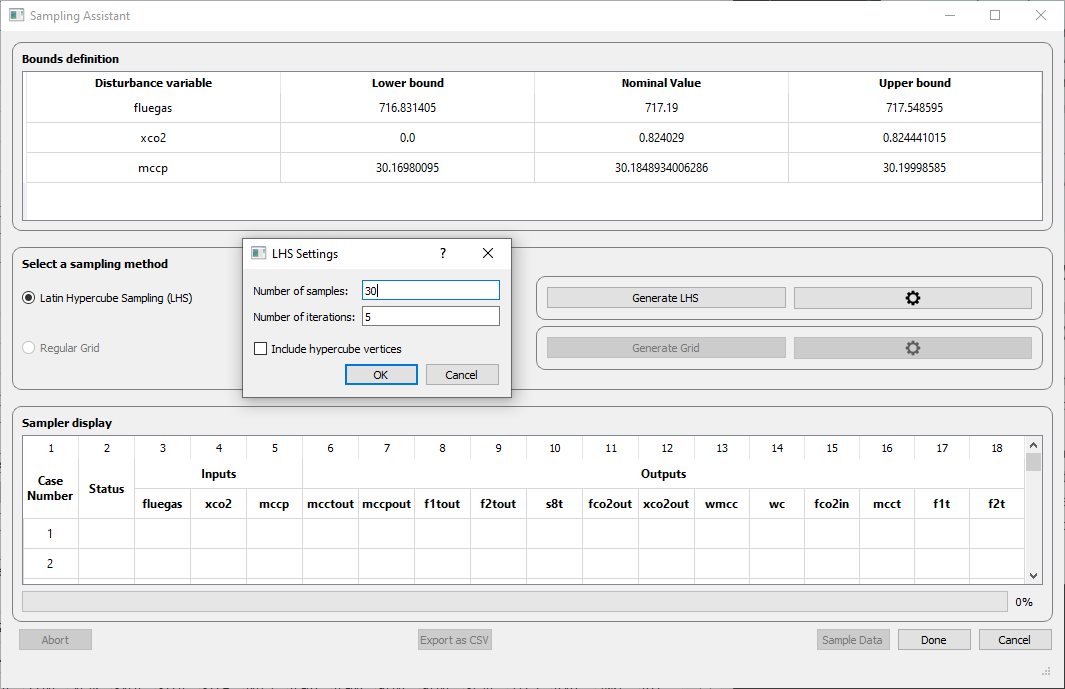 Sampling Assistant
Bounds definition
Disturbance variable Lower bound Nominal Value Upper bound
fluegas 716.831405 717.19 717.548595
xco2 0.0 0.824029 0.824441015
mccp 30.16980095 30.1848934006286 30.19998585
Select a sampling method
Latin Hypercube Sampling (LHS)
Regular Grid
LHS Settings ?
Number of samples: 30
Number of iterations: 5
Include hypercube vertices
OK Cancel
Generate LHS
Generate Grid
Sampler display
1 2 3 4 5 6 7 8 9 10 11 12 13 14 15 16 17 18
Case Number Status Inputs Outputs
fluegas xco2 mccp mcctout mccpout f1tout f2tout s8t fco2out xco2out wmcc wc fco2in mcct f1t f2t
1
2
0%
Abort Export as CSV Sample Data Done Cancel